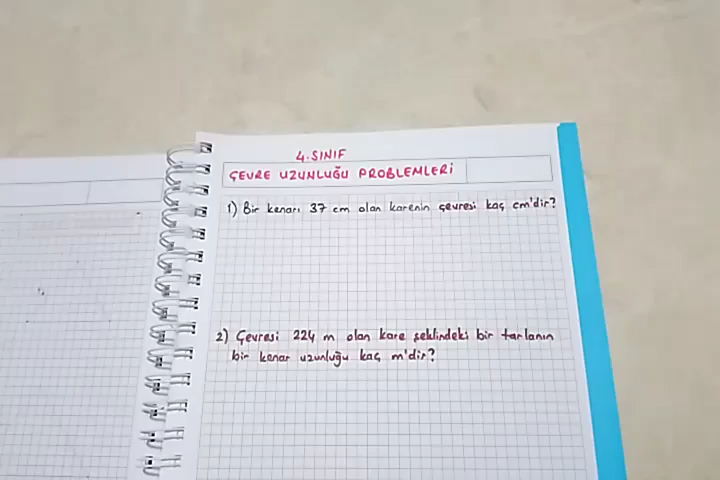 4.SINIF
ÇEVRE UZUNLUĞU PROBLEMLERİ
1) Bir kenarı 37 cm olan karenin çevresi kaç cm'dir?
2) Çevresi 224 m olan kare şeklindeki bir tarlanın
bir kenar uzunluğu kaç m'dir?